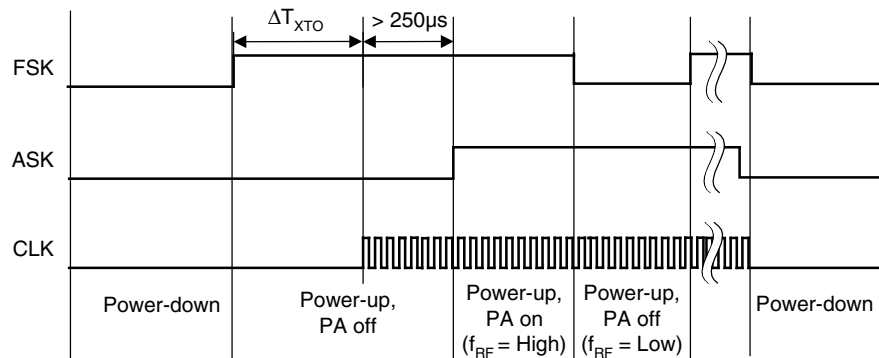 ΔT_XTO
> 250µs
FSK
ASK
CLK
Power-down
Power-up,
PA off
Power-up,
PA on
(f_RF = High)
Power-up,
PA off
(f_RF = Low)
Power-down